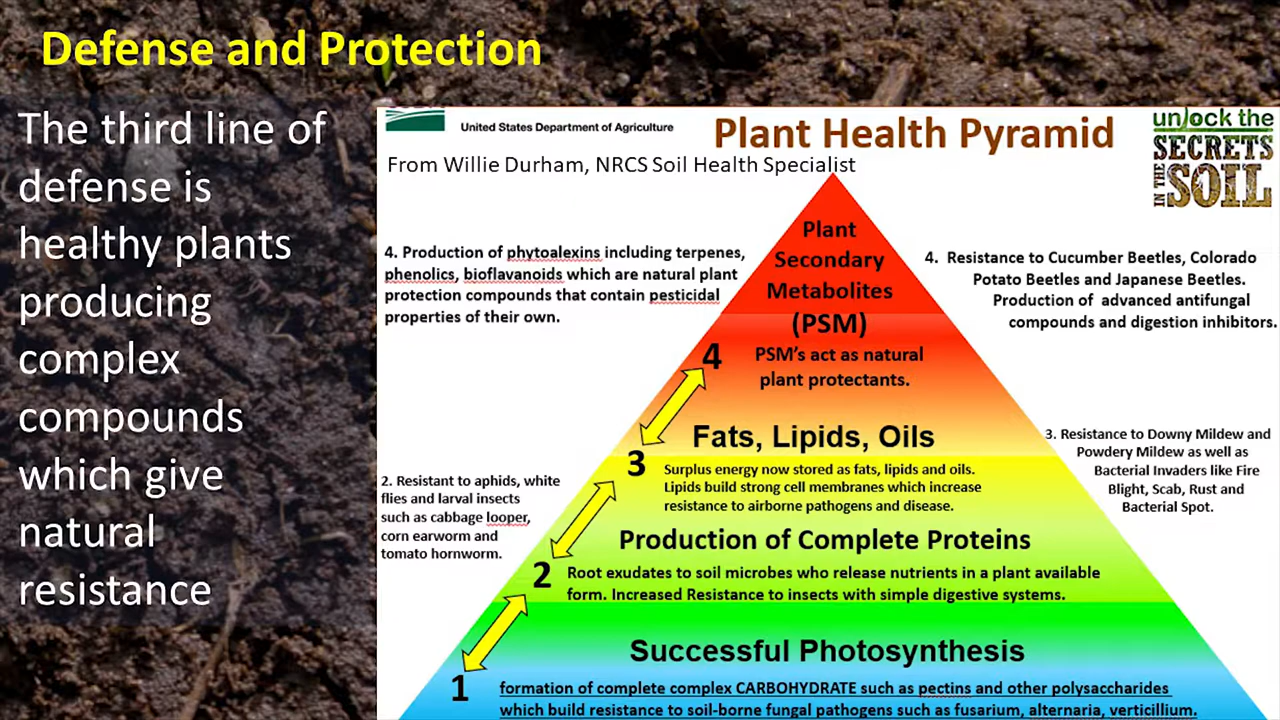 Defense and Protection
The third line of
defense is
healthy plants
producing
complex
compounds
which give
natural
resistance
United States Department of Agriculture
Plant Health Pyramid
unlock the
SECRETS
IN THE
SOIL
From Willie Durham, NRCS Soil Health Specialist
Plant
Secondary
Metabolites
(PSM)
4
PSM's act as natural
plant protectants.
4. Production of phytoalexins including terpenes,
phenolics, bioflavanoids which are natural plant
protection compounds that contain pesticidal
properties of their own.
4. Resistance to Cucumber Beetles, Colorado
Potato Beetles and Japanese Beetles.
Production of advanced antifungal
compounds and digestion inhibitors.
Fats, Lipids, Oils
3
Surplus energy now stored as fats, lipids and oils.
Lipids build strong cell membranes which increase
resistance to airborne pathogens and disease.
3. Resistance to Downy Mildew and
Powdery Mildew as well as
Bacterial Invaders like Fire
Blight, Scab, Rust and
Bacterial Spot.
2. Resistant to aphids, white
flies and larval insects
such as cabbage looper,
corn earworm and
tomato hornworm.
Production of Complete Proteins
2
Root exudates to soil microbes who release nutrients in a plant available
form. Increased Resistance to insects with simple digestive systems.
Successful Photosynthesis
1
formation of complete complex CARBOHYDRATE such as pectins and other polysaccharides
which build resistance to soil-borne fungal pathogens such as fusarium, alternaria, verticillium.